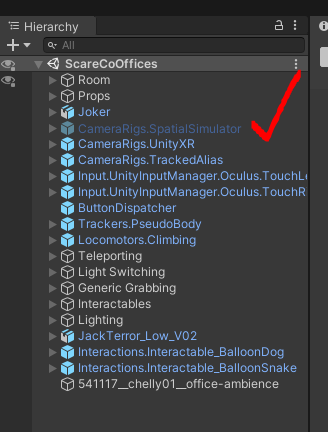 Hierarchy
All
ScareCoOffices
Room
Props
Joker
CameraRigs.SpatialSimulator
CameraRigs.UnityXR
CameraRigs.TrackedAlias
Input.UnityInputManager.Oculus.TouchLe
Input.UnityInputManager.Oculus.TouchR
ButtonDispatcher
Trackers.PseudoBody
Locomotors.Climbing
Teleporting
Light Switching
Generic Grabbing
Interactables
Lighting
JackTerror_Low_V02
Interactions.Interactable_BalloonDog
Interactions.Interactable_BalloonSnake
541117__chelly01__office-ambience